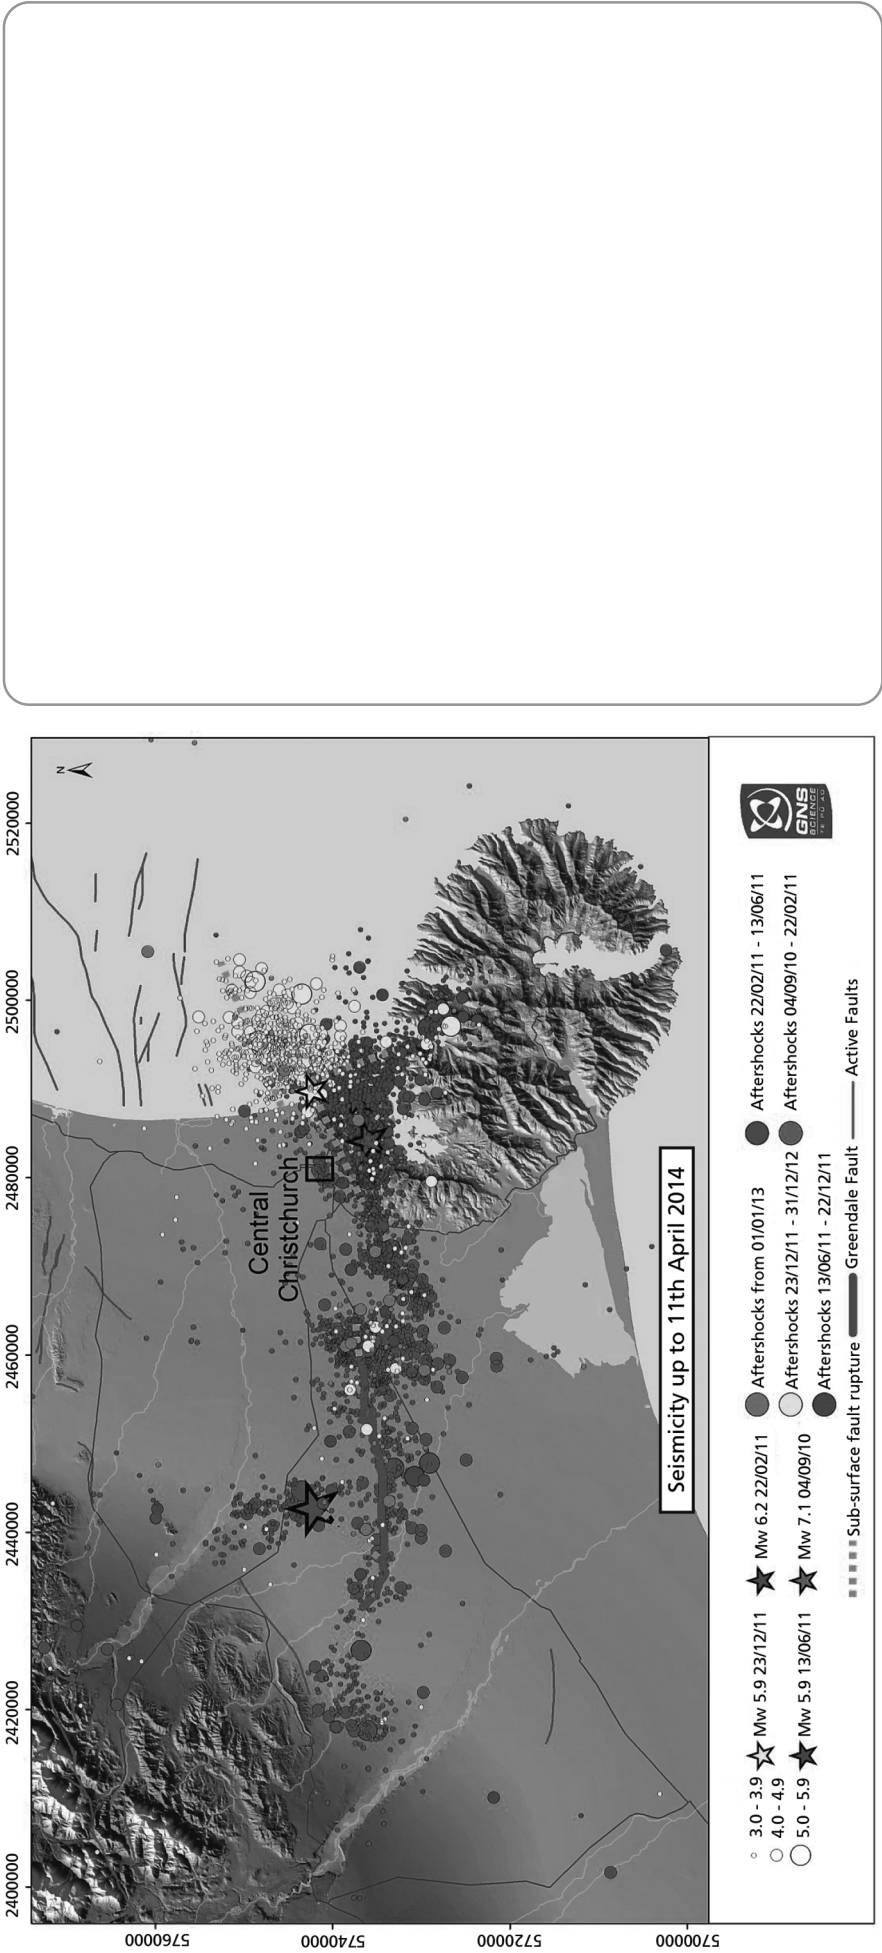 N
2400000
2420000
2440000
2460000
2480000
2500000
2520000
5760000
5740000
5720000
5700000
Central
Christchurch
Seismicity up to 11th April 2014
3.0 - 3.9
4.0 - 4.9
5.0 - 5.9
Mw 5.9 23/12/11
Mw 5.9 13/06/11
Mw 6.2 22/02/11
Mw 7.1 04/09/10
Aftershocks from 01/01/13
Aftershocks 23/12/11 - 31/12/12
Aftershocks 13/06/11 - 22/12/11
Aftershocks 22/02/11 - 13/06/11
Aftershocks 04/09/10 - 22/02/11
Sub-surface fault rupture
Greendale Fault
Active Faults
GNS
SCIENCE
TE PŪ AO